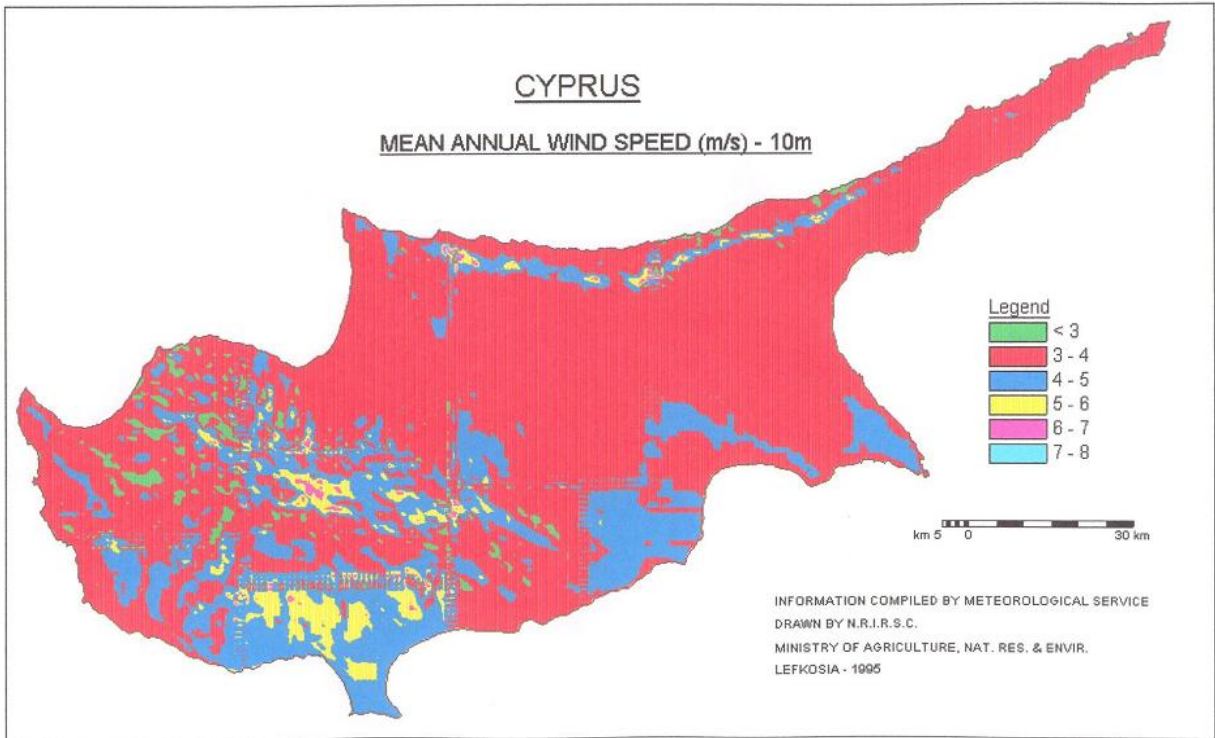 CYPRUS
MEAN ANNUAL WIND SPEED (m/s) - 10m
Legend
< 3
3 - 4
4 - 5
5 - 6
6 - 7
7 - 8
km 5 0 30 km
INFORMATION COMPILED BY METEOROLOGICAL SERVICE
DRAWN BY N.R.I.R.S.C.
MINISTRY OF AGRICULTURE, NAT. RES. & ENVIR.
LEFKOSIA - 1995